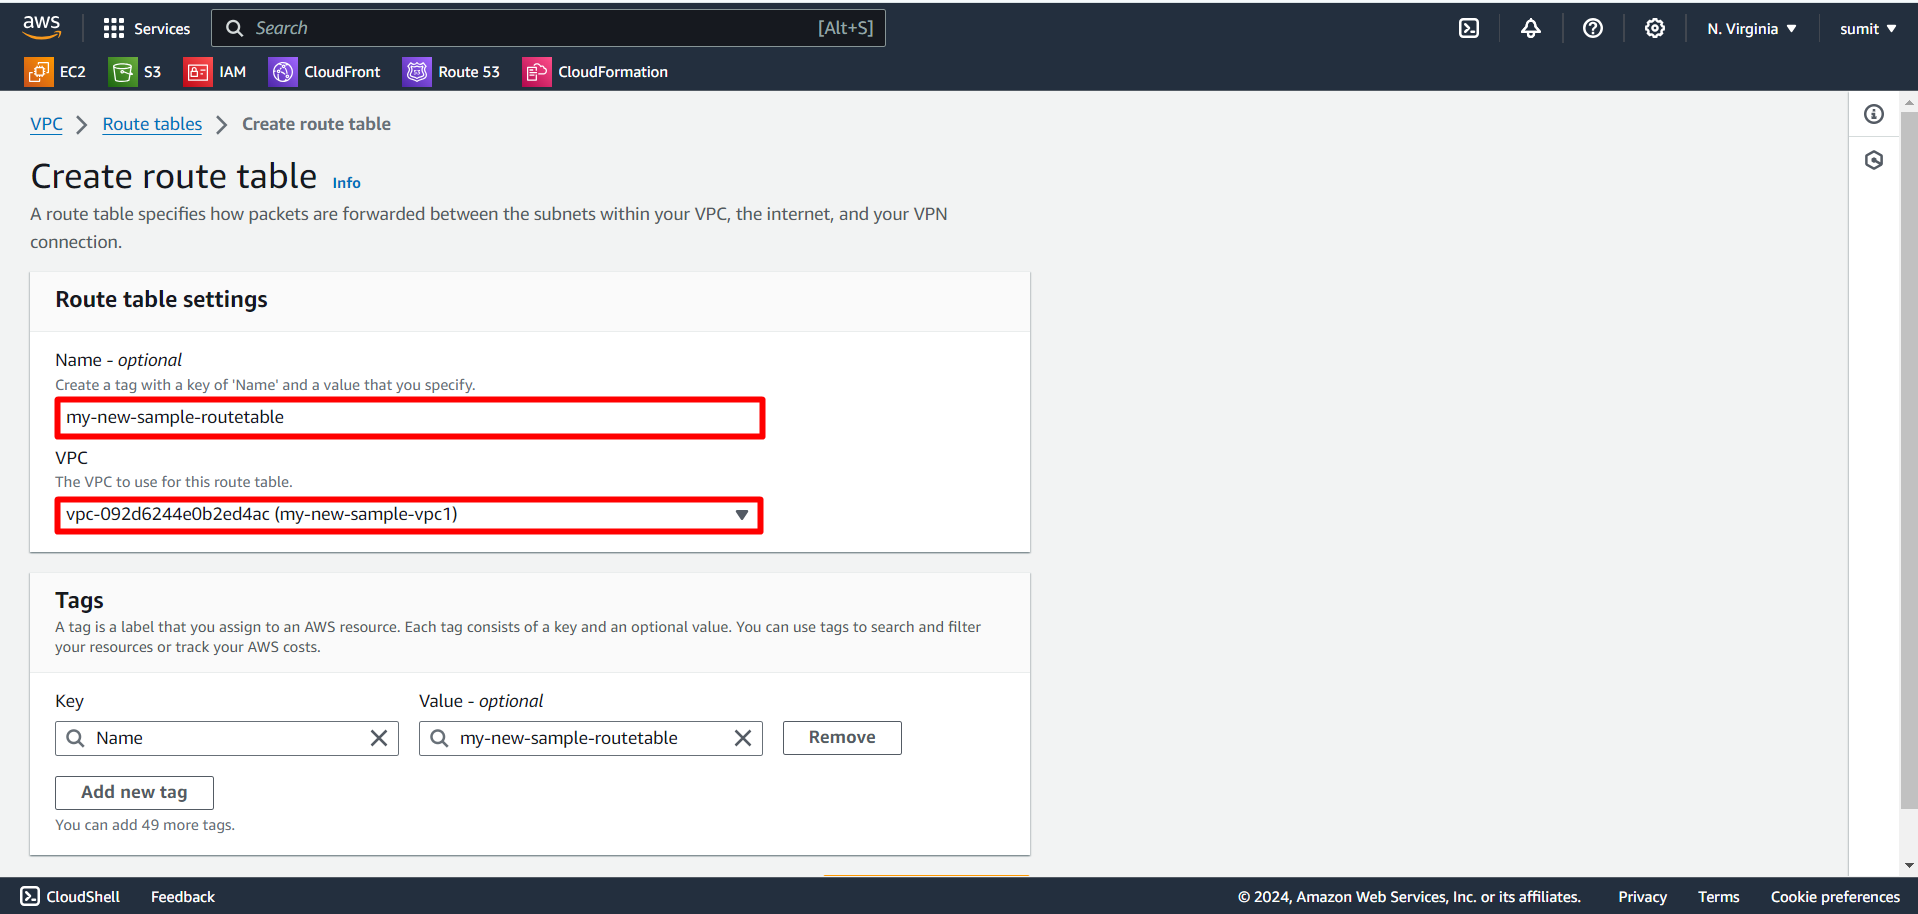 aws Services Search [Alt+S] N. Virginia sumit
EC2 S3 IAM CloudFront Route 53 CloudFormation
VPC Route tables Create route table
Create route table Info
A route table specifies how packets are forwarded between the subnets within your VPC, the internet, and your VPN
connection.
Route table settings
Name - optional
Create a tag with a key of 'Name' and a value that you specify.
my-new-sample-routetable
VPC
The VPC to use for this route table.
vpc-092d6244e0b2ed4ac (my-new-sample-vpc1)
Tags
A tag is a label that you assign to an AWS resource. Each tag consists of a key and an optional value. You can use tags to search and filter
your resources or track your AWS costs.
Key Value - optional
Name my-new-sample-routetable Remove
Add new tag
You can add 49 more tags.
CloudShell Feedback © 2024, Amazon Web Services, Inc. or its affiliates. Privacy Terms Cookie preferences